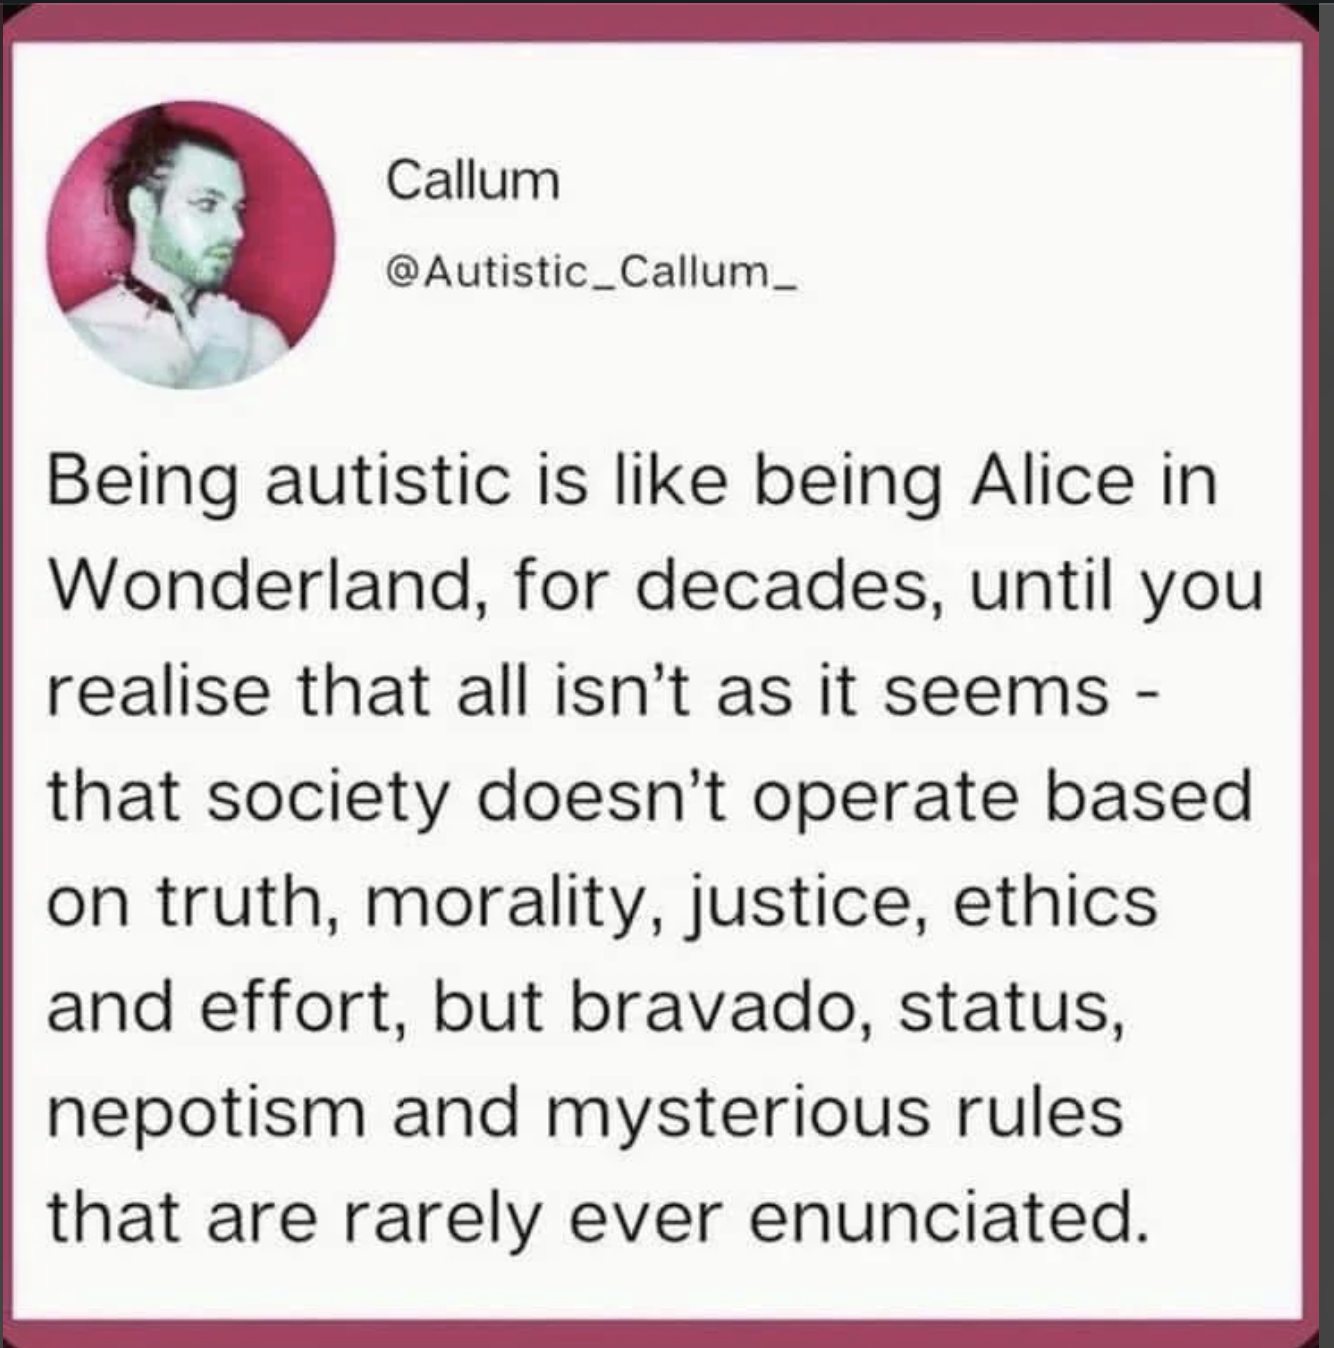 Callum
@Autistic_Callum_
Being autistic is like being Alice in
Wonderland, for decades, until you
realise that all isn't as it seems -
that society doesn't operate based
on truth, morality, justice, ethics
and effort, but bravado, status,
nepotism and mysterious rules
that are rarely ever enunciated.